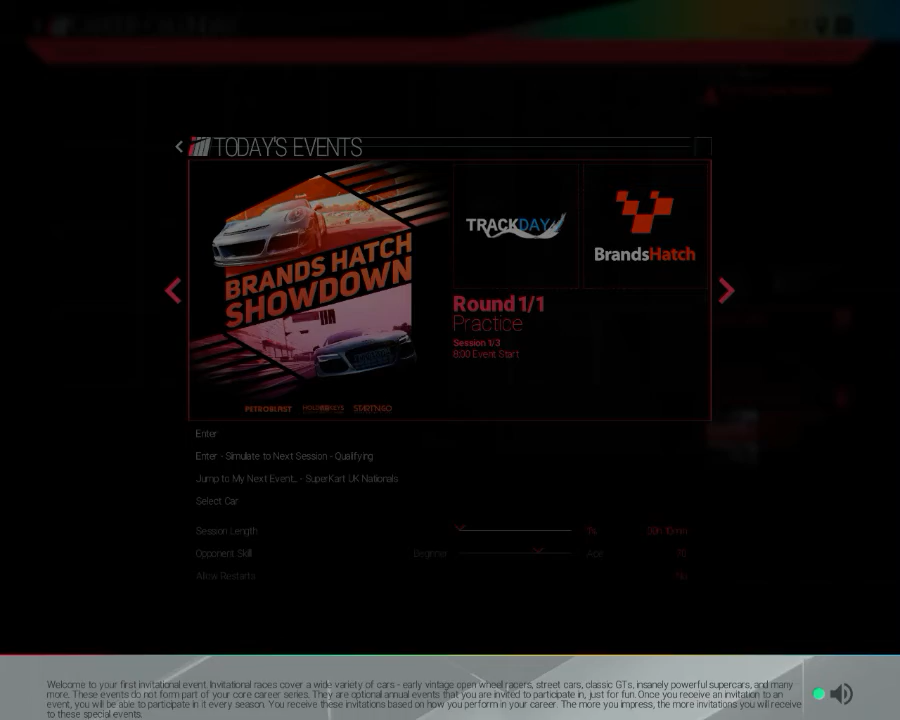 TODAY'S EVENTS
BRANDS HATCH
SHOWDOWN
PETROBLAST
STARTN'GO
TRACKDAY
BrandsHatch
Round 1/1
Practice
Session 1/3
8:00 Event Start
Enter
Enter - Simulate to Next Session - Qualifying
Jump to My Next Event... - SuperKart UK Nationals
Select Car
Session Length
Opponent Skill Beginner
Allow Restarts No
Welcome to your first invitational event. Invitational races cover a wide variety of cars - early vintage open wheel racers, street cars, classic GTs, insanely powerful supercars, and many
more. These events do not form part of your core career series. They are optional annual events that you are invited to participate in, just for fun. Once you receive an invitation to an
event, you will be able to participate in it every season. You receive these invitations based on how you perform in your career. The more you impress, the more invitations you will receive
to these special events.